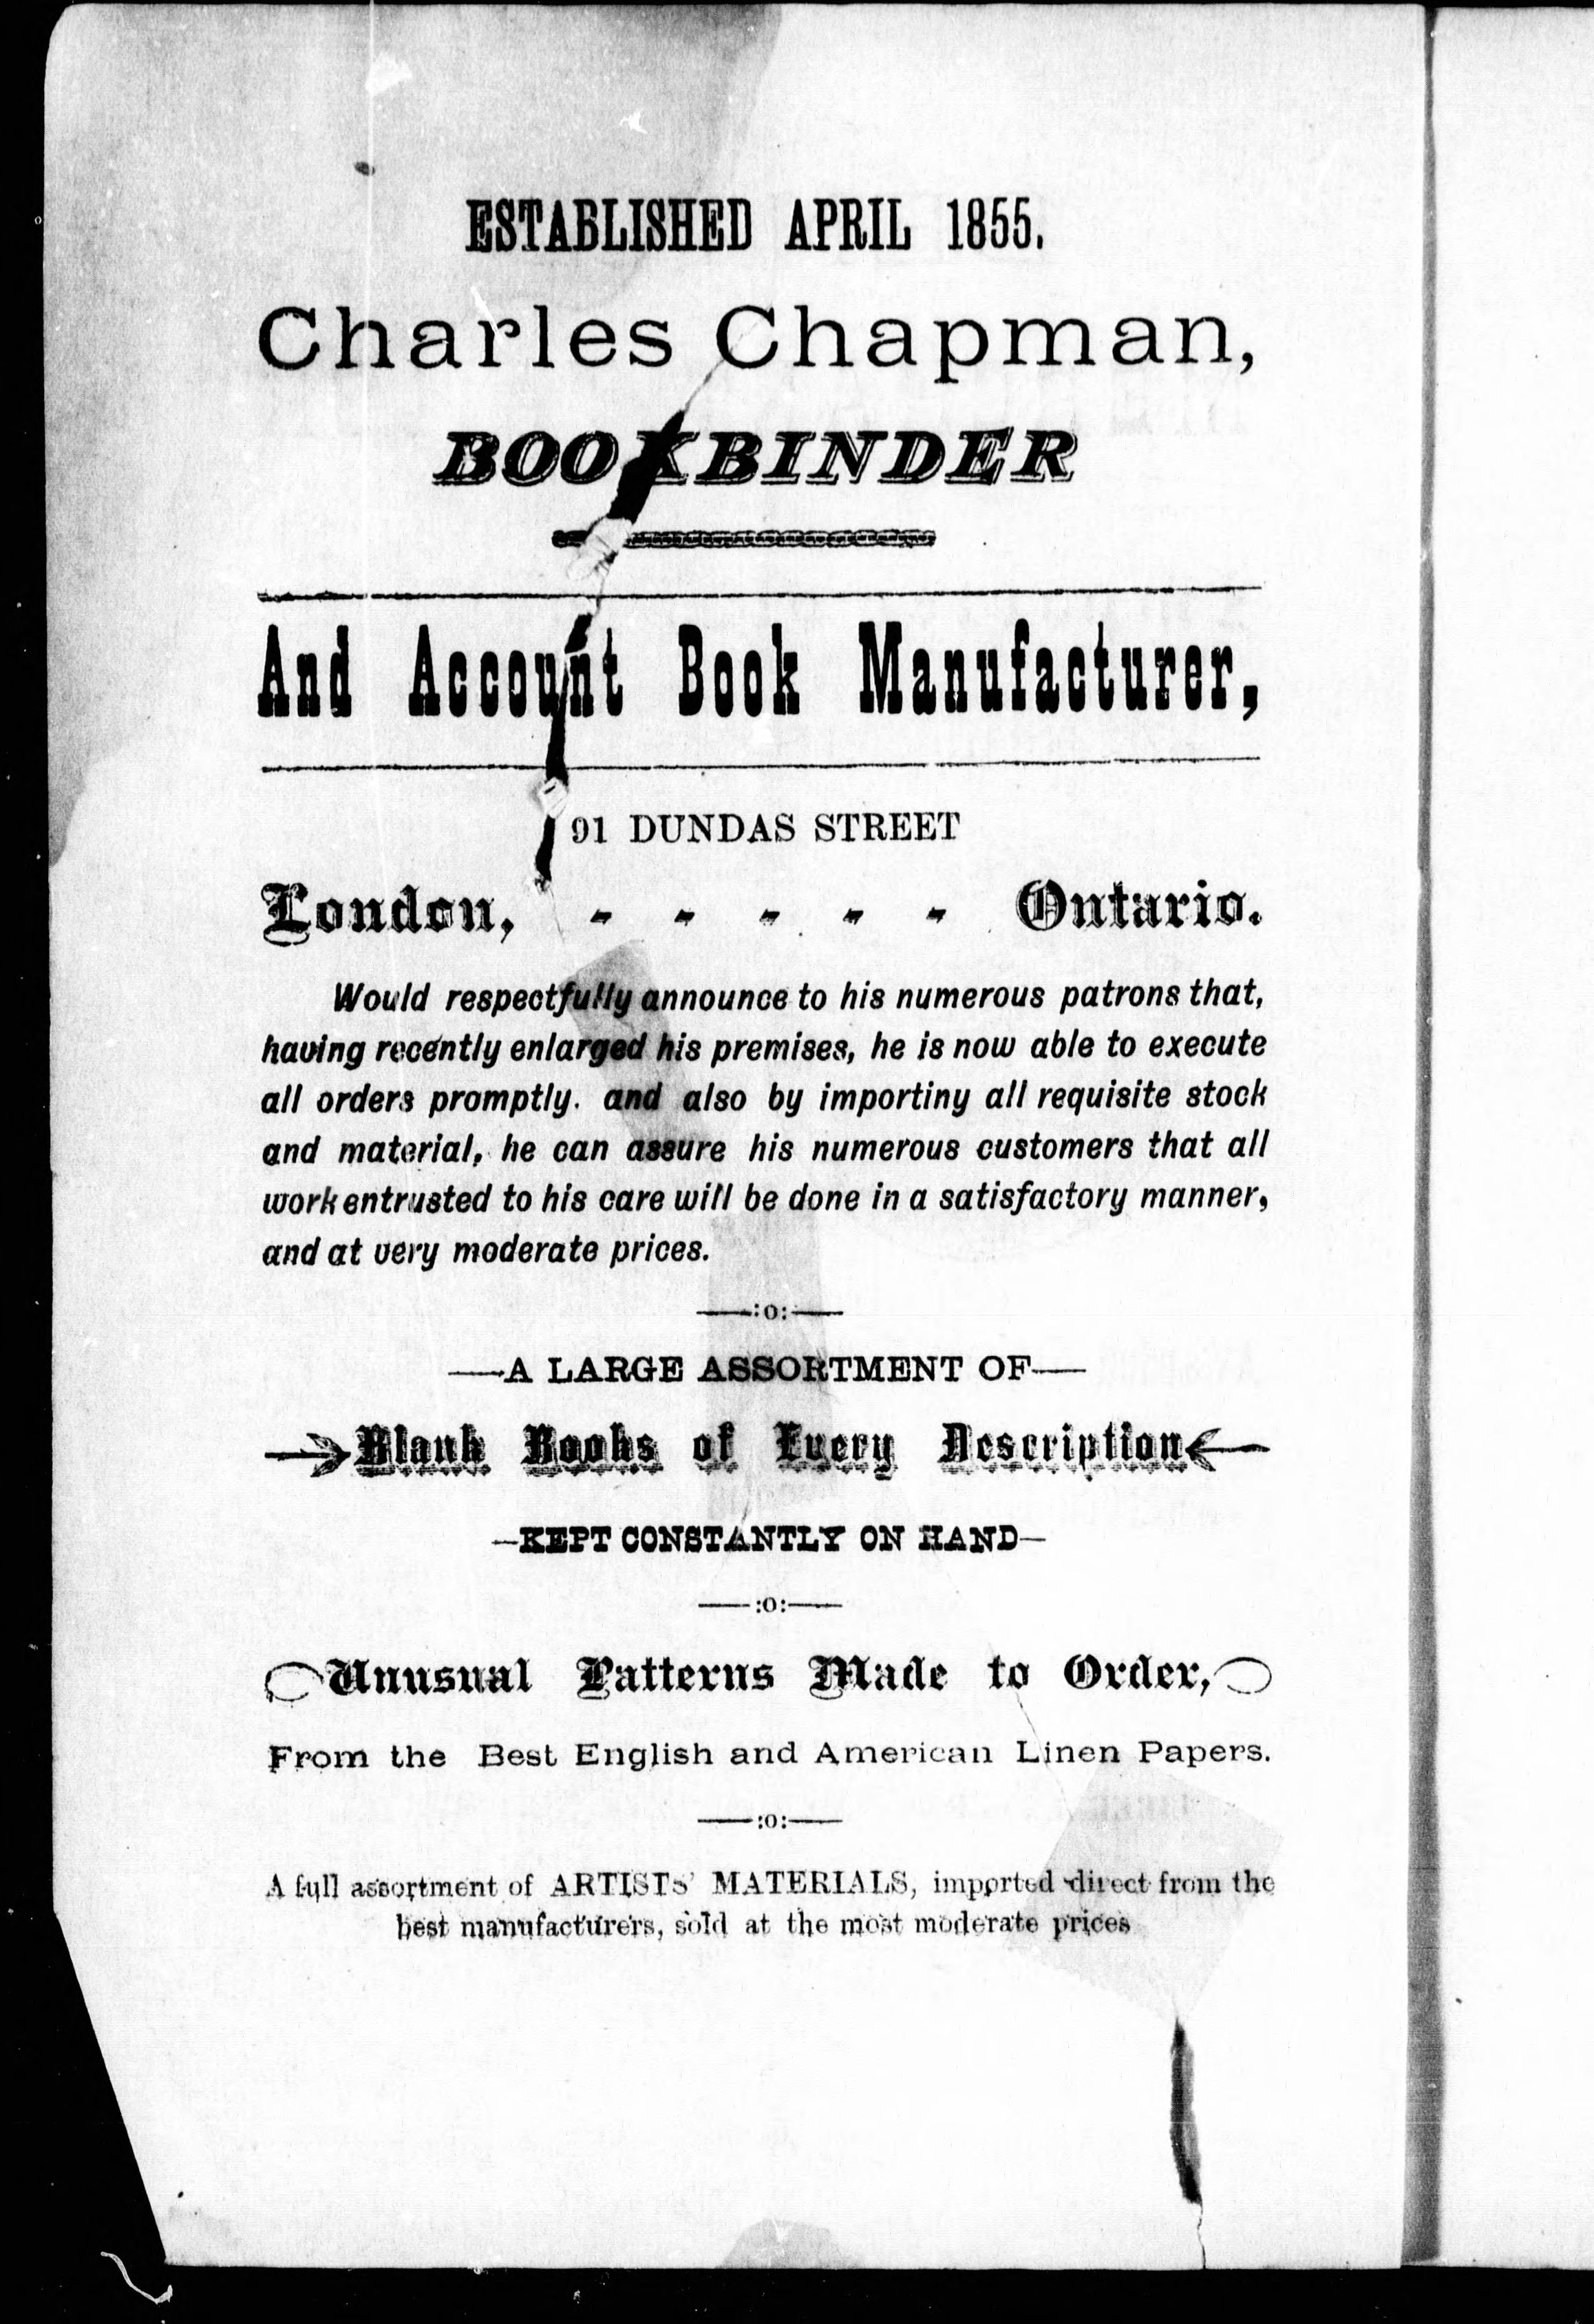 ESTABLISHED APRIL 1855.
Charles Chapman,
BOOKBINDER
And Account Book Manufacturer,
91 DUNDAS STREET
London, - - - - - Ontario.
Would respectfully announce to his numerous patrons that,
having recently enlarged his premises, he is now able to execute
all orders promptly. and also by importiny all requisite stock
and material, he can assure his numerous customers that all
work entrusted to his care will be done in a satisfactory manner,
and at very moderate prices.
—:o:—
—A LARGE ASSORTMENT OF—
Blank Books of Every Description
—KEPT CONSTANTLY ON HAND—
—:o:—
Unusual Patterns Made to Order,
From the Best English and American Linen Papers.
—:o:—
A full assortment of ARTISTS' MATERIALS, imported direct from the
best manufacturers, sold at the most moderate prices